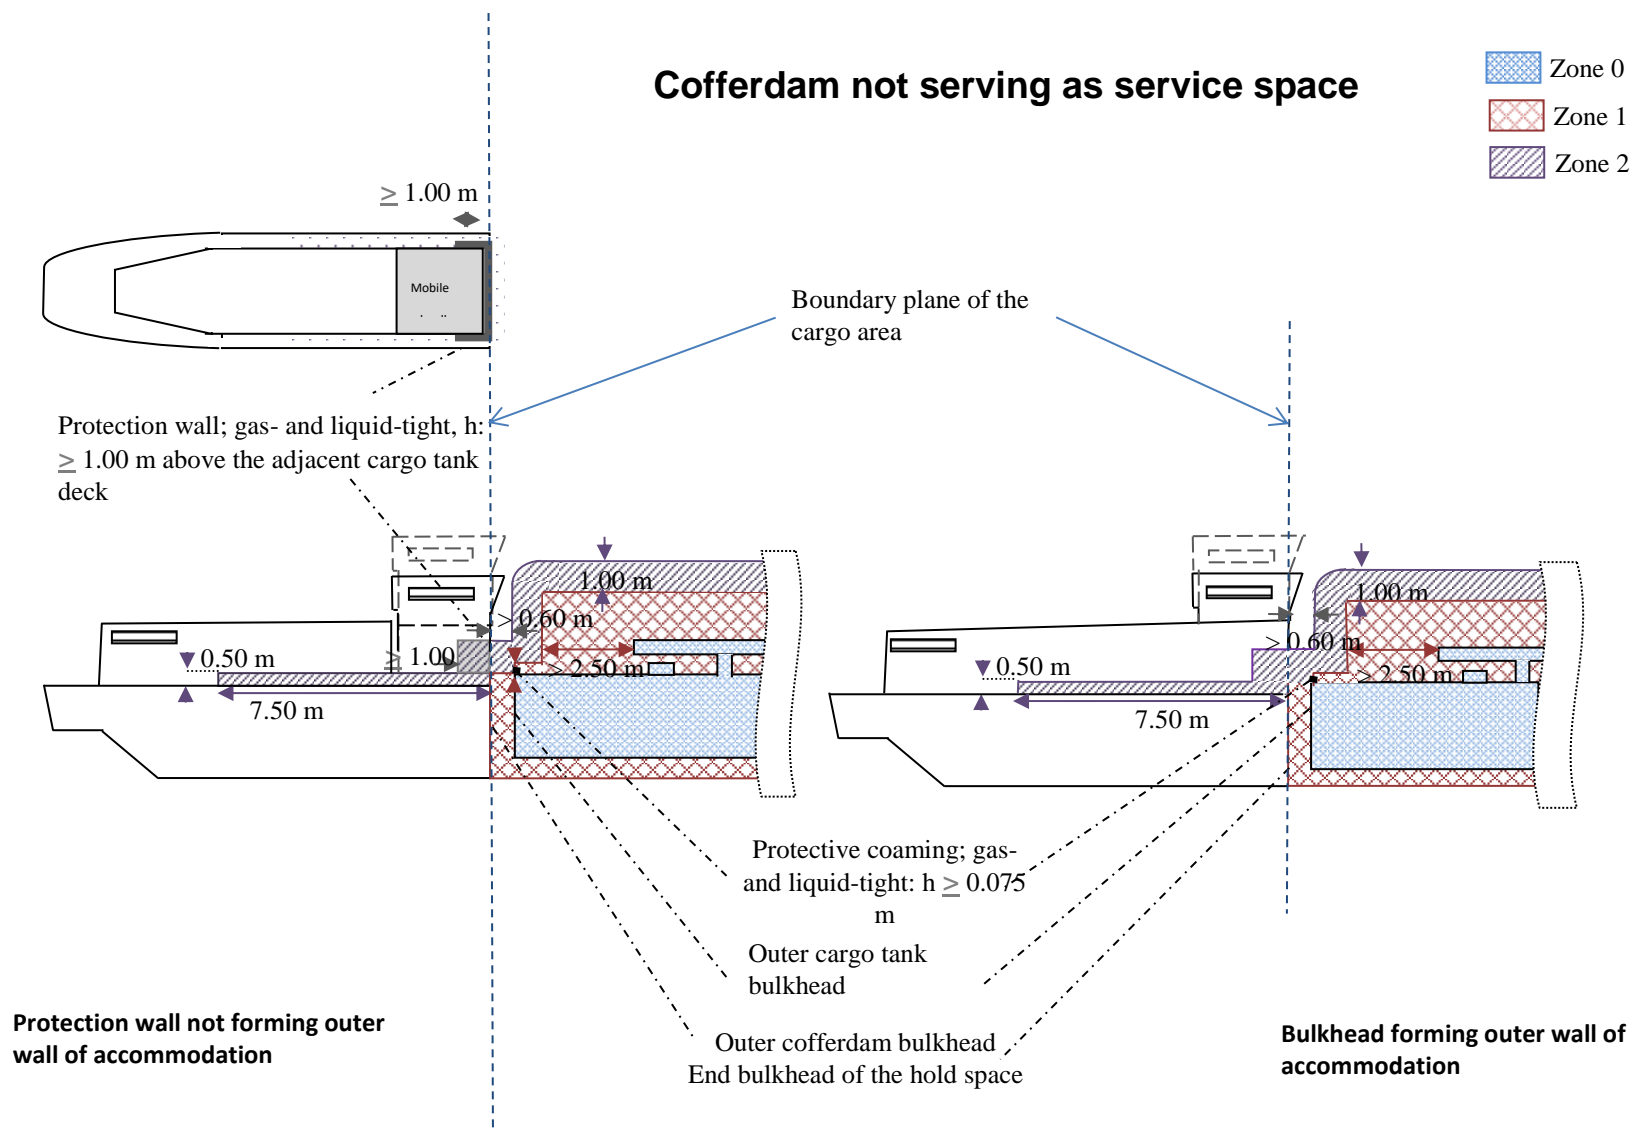 Cofferdam not serving as service space
Zone 0
Zone 1
Zone 2
≥ 1.00 m
Mobile
Boundary plane of the
cargo area
Protection wall; gas- and liquid-tight, h:
≥ 1.00 m above the adjacent cargo tank
deck
1.00 m
> 0.60 m
≥ 1.00
0.50 m
> 2.50 m
7.50 m
1.00 m
> 0.60 m
0.50 m
> 2.50 m
7.50 m
Protective coaming; gas-
and liquid-tight: h ≥ 0.075
m
Outer cargo tank
bulkhead
Outer cofferdam bulkhead
End bulkhead of the hold space
Protection wall not forming outer
wall of accommodation
Bulkhead forming outer wall of
accommodation